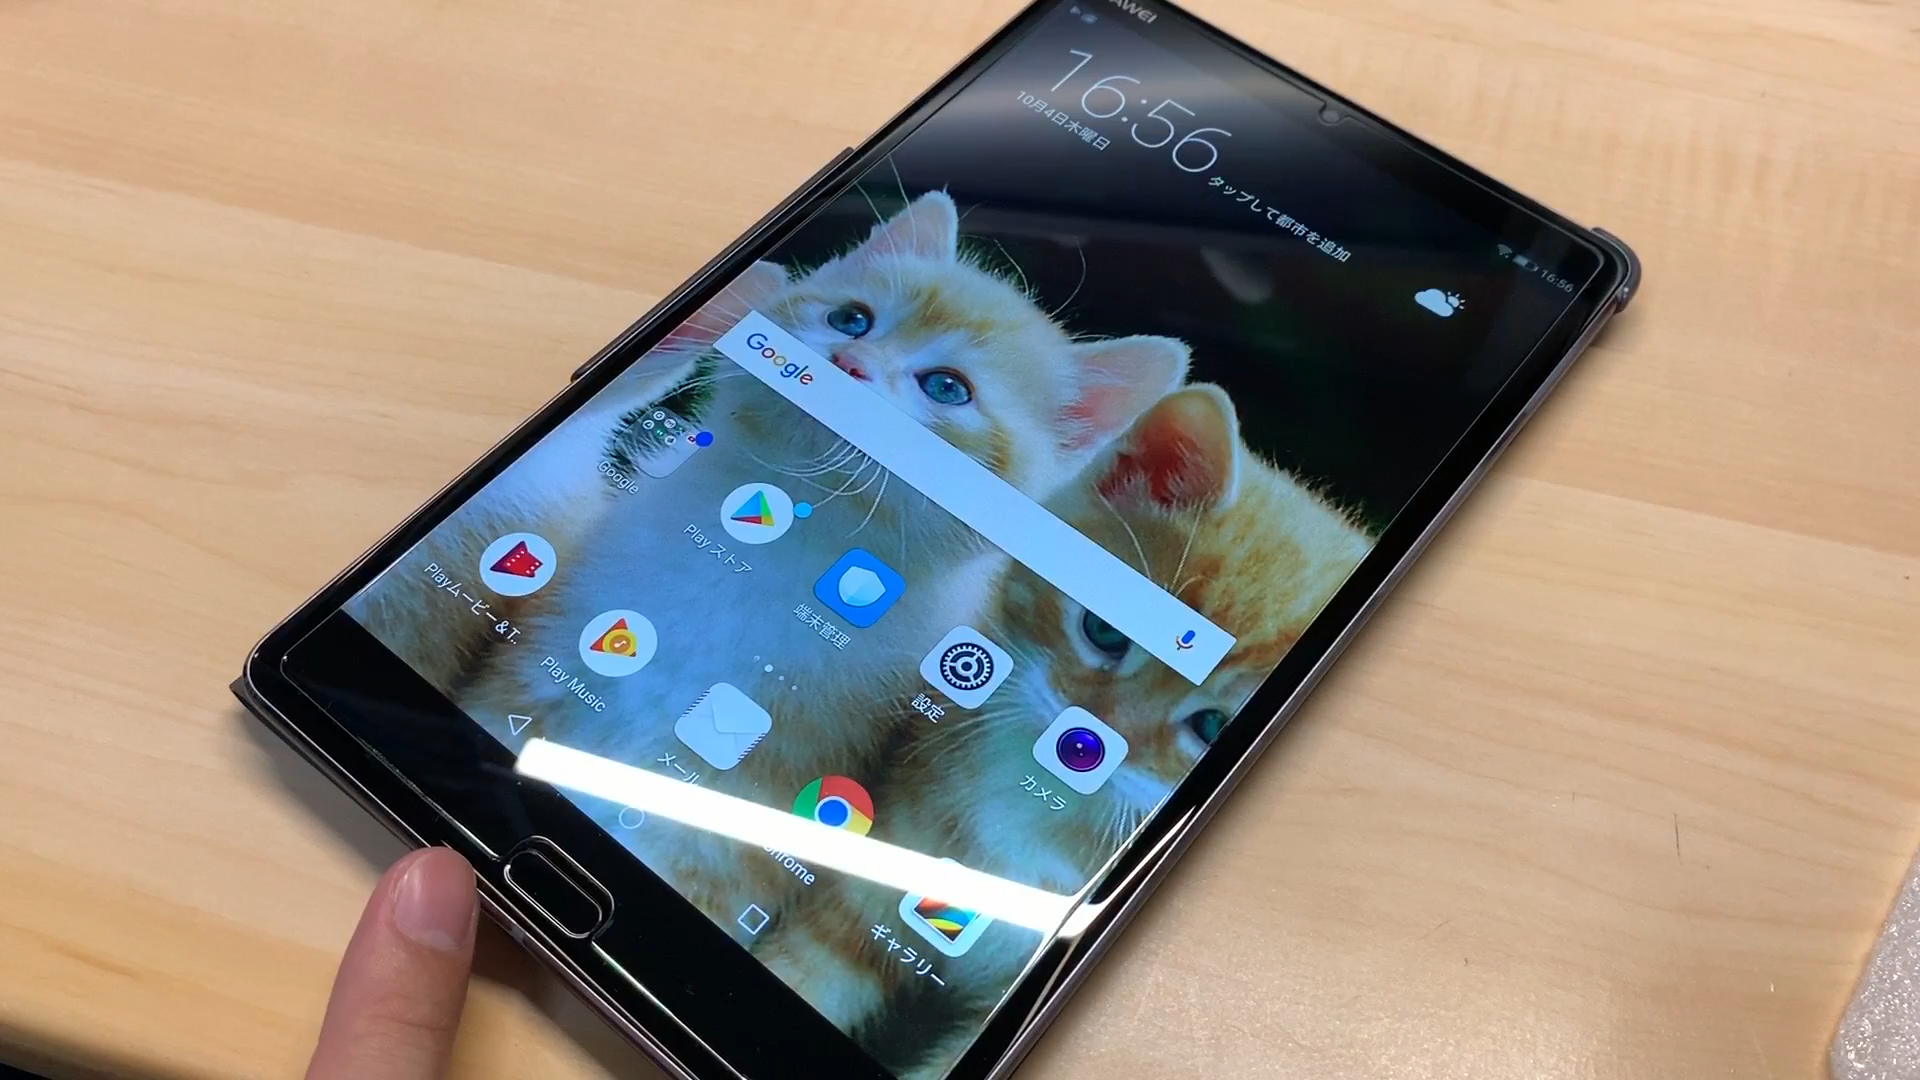 AWEI
16:56
10月4日木曜日
タップして都市を追加
16:56
Google
Google
Play ストア
端末管理
設定
カメラ
Playムービー＆T..
Play Music
メール
hrome
ギャラリー